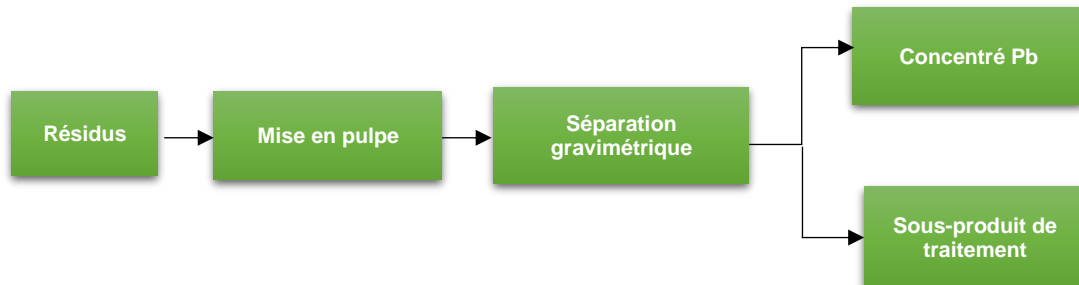 Résidus
Mise en pulpe
Séparation
gravimétrique
Concentré Pb
Sous-produit de
traitement